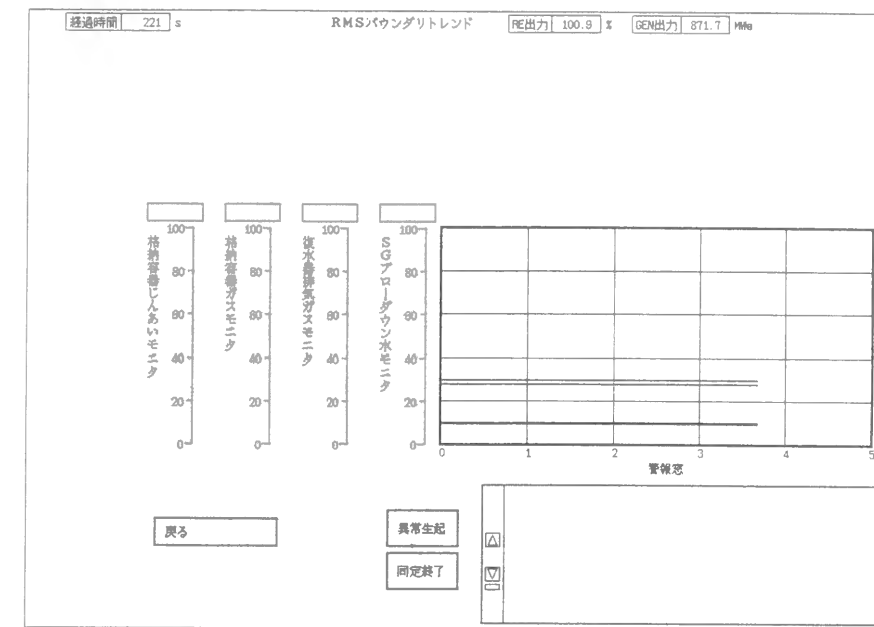 経過時間 221 s RMSバウンダリトレンド RE出力 100.9 % GEN出力 871.7 MWe
格納容器じんあいモニタ
100
80
60
40
20
0
格納容器ガスモニタ
100
80
60
40
20
0
復水器排気ガスモニタ
100
80
60
40
20
0
SGブローダウン水モニタ
100
80
60
40
20
0
0 1 2 3 4 5
警報窓
戻る
異常生起
同定終了